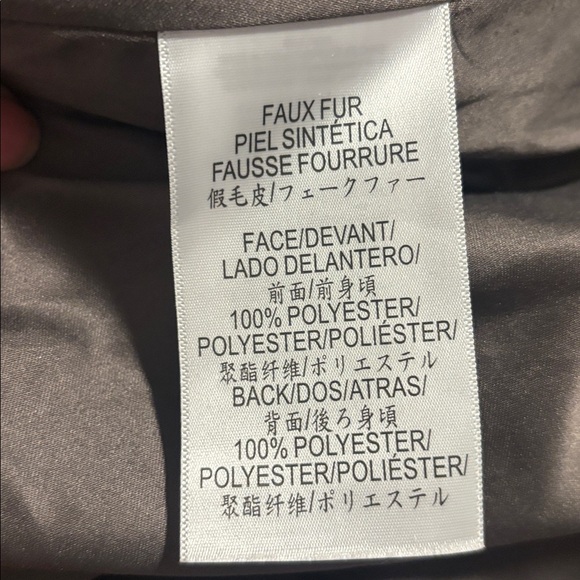 FAUX FUR
PIEL SINTÉTICA
FAUSSE FOURRURE
假毛皮/フェークファー
FACE/DEVANT/
LADO DELANTERO/
前面/前身頃
100% POLYESTER/
POLYESTER/POLIÉSTER/
聚酯纤维/ポリエステル
BACK/DOS/ATRAS/
背面/後ろ身頃
100% POLYESTER/
POLYESTER/POLIÉSTER/
聚酯纤维/ポリエステル